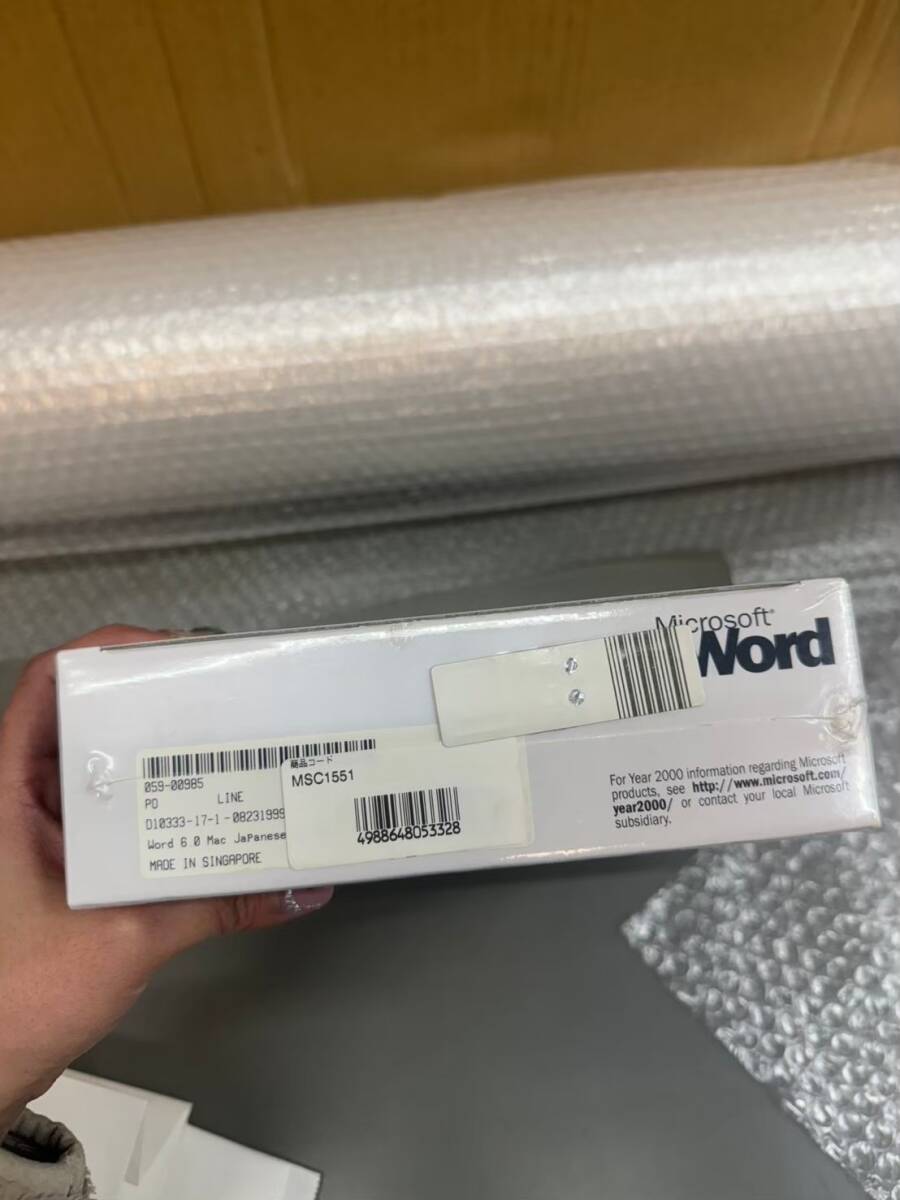 Microsoft®
Word
059-00985
PO LINE
D10333-17-1-08231999
Word 6 0 Mac Japanese
MADE IN SINGAPORE
商品コード
MSC1551
4988648053328
For Year 2000 information regarding Microsoft
products, see http://www.microsoft.com/
year2000/ or contact your local Microsoft
subsidiary.